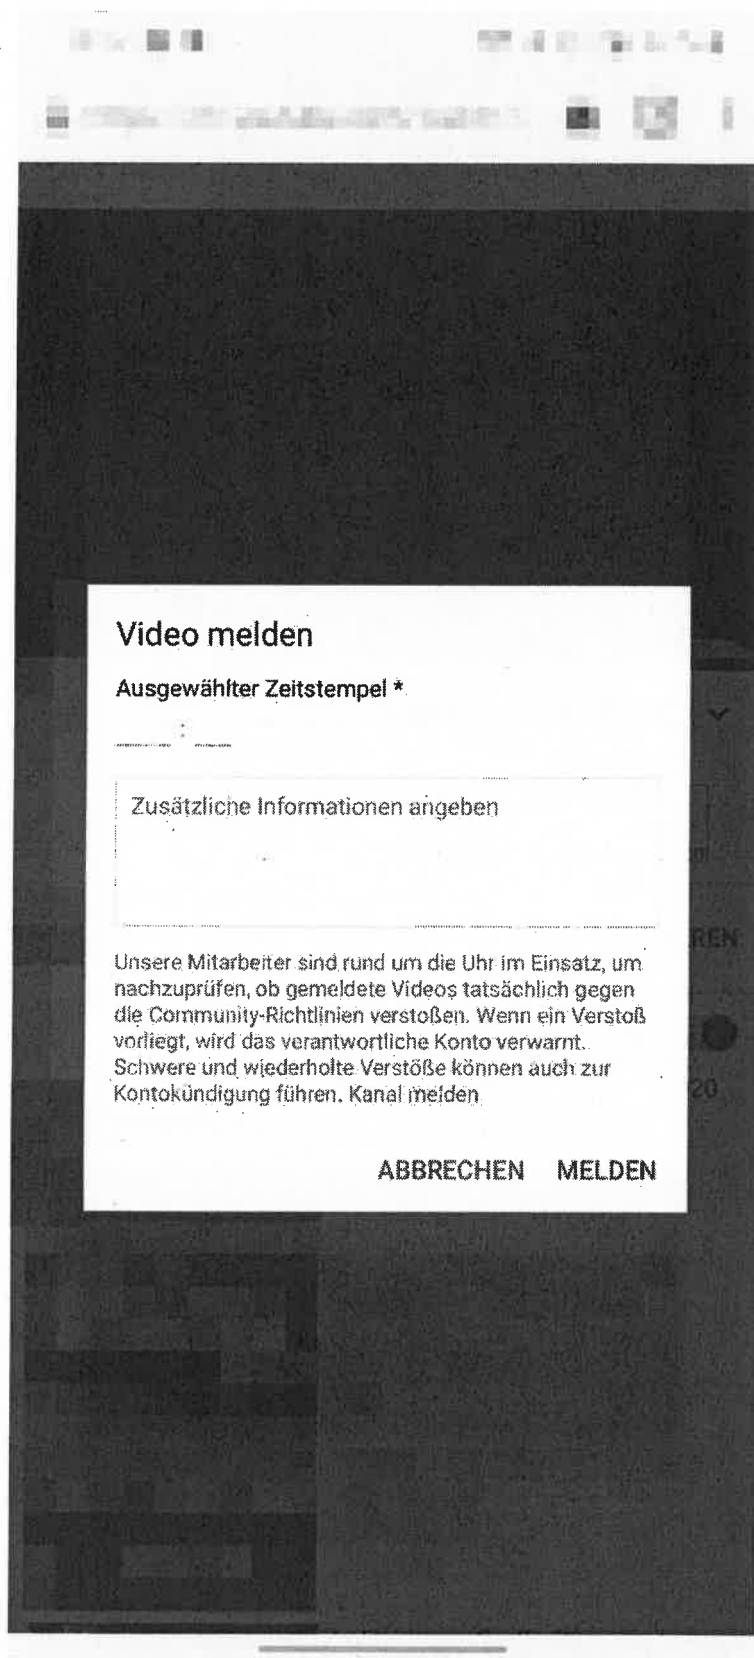 Video melden
Ausgewählter Zeitstempel *
:
Zusätzliche Informationen angeben
Unsere Mitarbeiter sind rund um die Uhr im Einsatz, um
nachzuprüfen, ob gemeldete Videos tatsächlich gegen
die Community-Richtlinien verstoßen. Wenn ein Verstoß
vorliegt, wird das verantwortliche Konto verwarnt.
Schwere und wiederholte Verstöße können auch zur
Kontokündigung führen. Kanal melden
REN
20
ABBRECHEN MELDEN